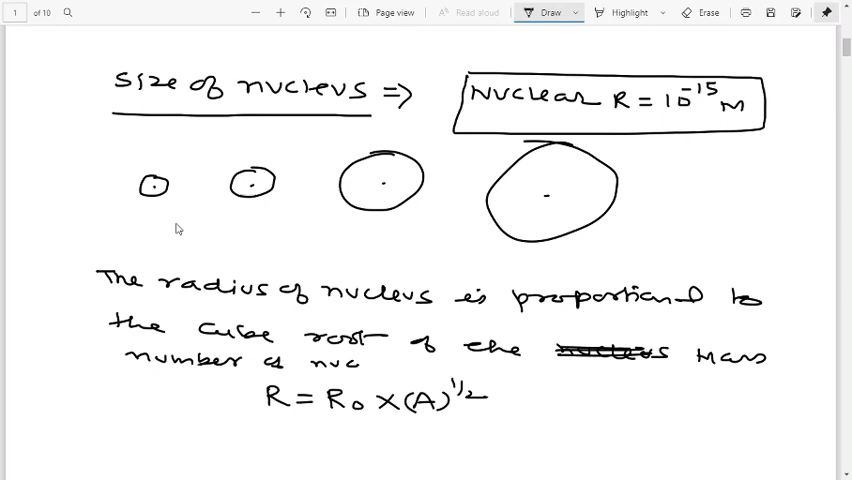 1 of 10 Page view Read aloud Draw Highlight Erase
Size of nucleus => Nuclear R = 10^-15 M
The radius of nucleus is proportional to
the cube root of the nucleus mass
number of nuc
R = R₀ × (A)^1/2